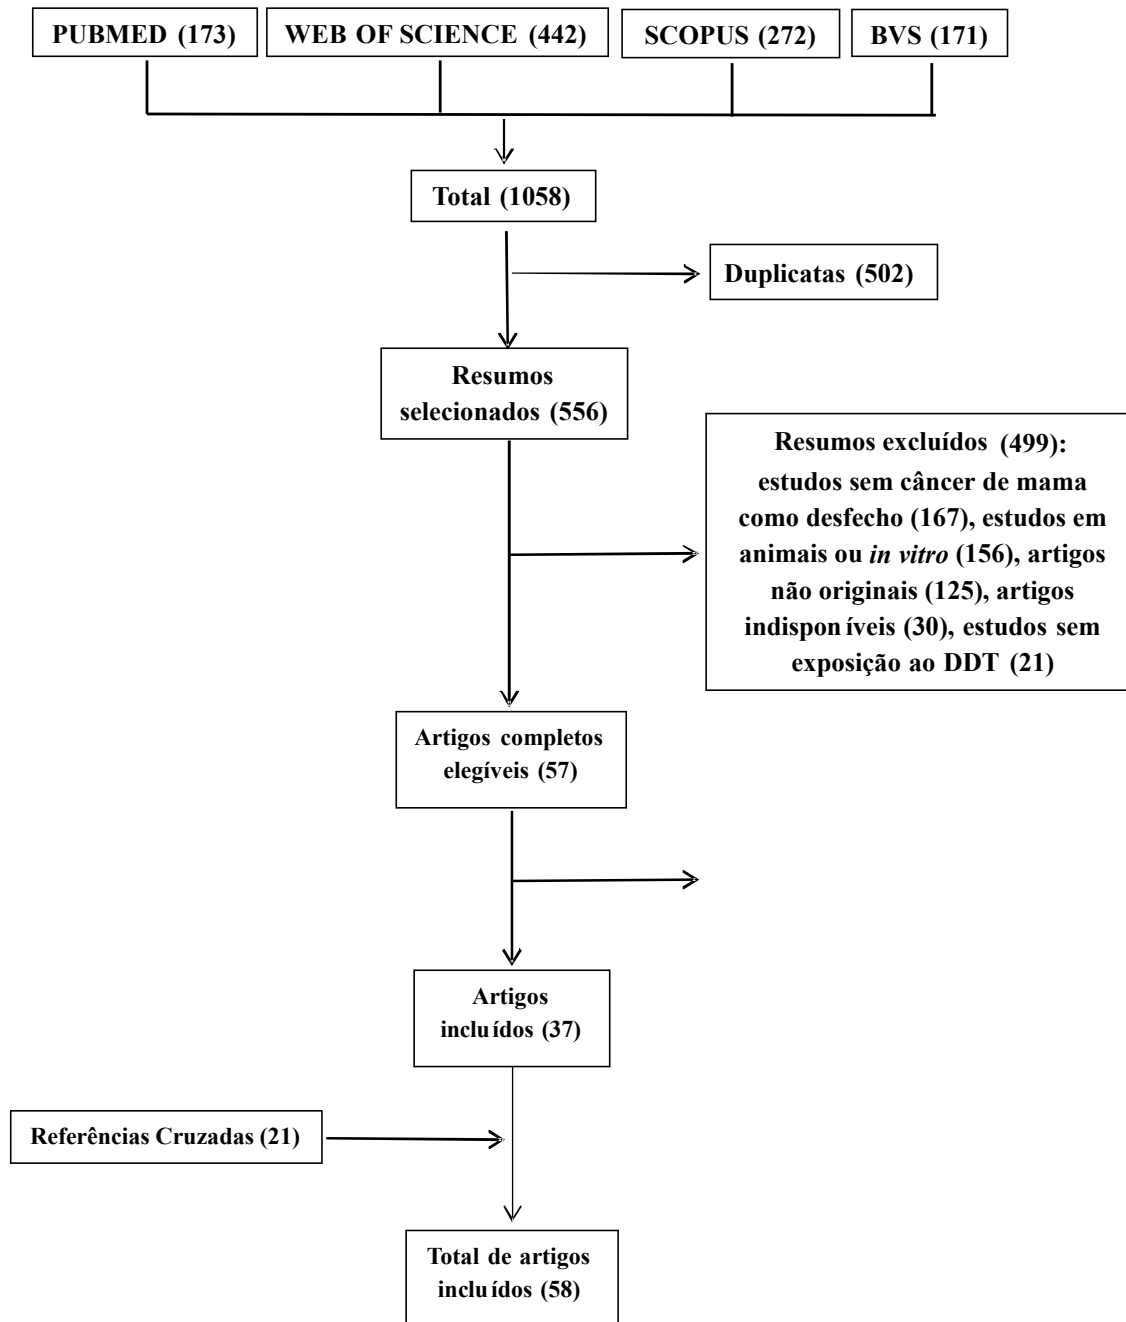 PUBMED (173)
WEB OF SCIENCE (442)
SCOPUS (272)
BVS (171)
Total (1058)
Duplicatas (502)
Resumos
selecionados (556)
Resumos excluídos (499):
estudos sem câncer de mama
como desfecho (167), estudos em
animais ou in vitro (156), artigos
não originais (125), artigos
indisponíveis (30), estudos sem
exposição ao DDT (21)
Artigos completos
elegíveis (57)
Artigos
incluídos (37)
Referências Cruzadas (21)
Total de artigos
incluídos (58)